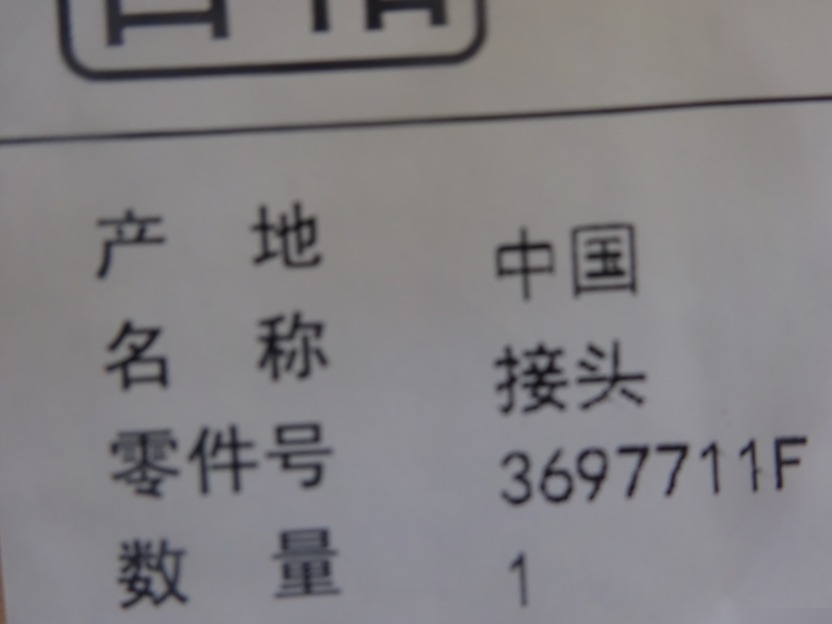 产 地 中国
名 称 接头
零件号 3697711F
数 量 1